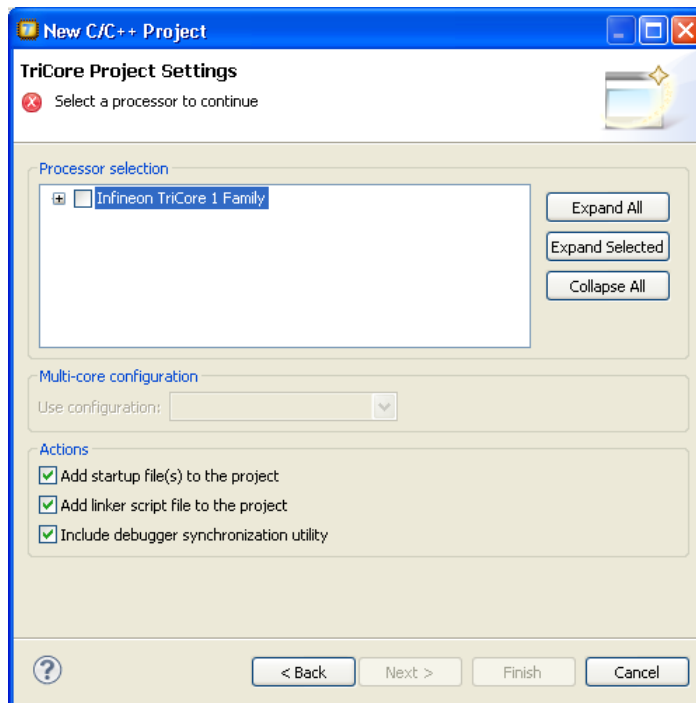 New C/C++ Project
TriCore Project Settings
Select a processor to continue
Processor selection
Infineon TriCore 1 Family
Expand All
Expand Selected
Collapse All
Multi-core configuration
Use configuration:
Actions
Add startup file(s) to the project
Add linker script file to the project
Include debugger synchronization utility
< Back Next > Finish Cancel